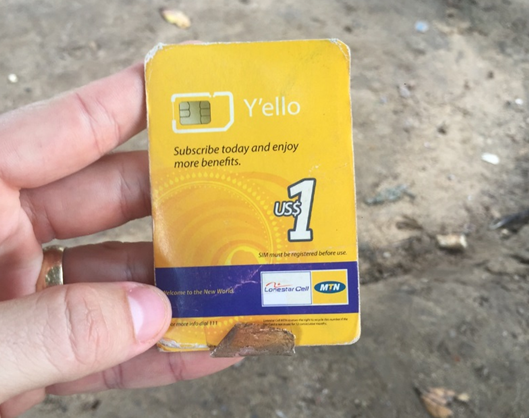 Y'ello
Subscribe today and enjoy
more benefits.
US$1
SIM must be registered before use.
Welcome to the New World.
Lonestar Cell
MTN